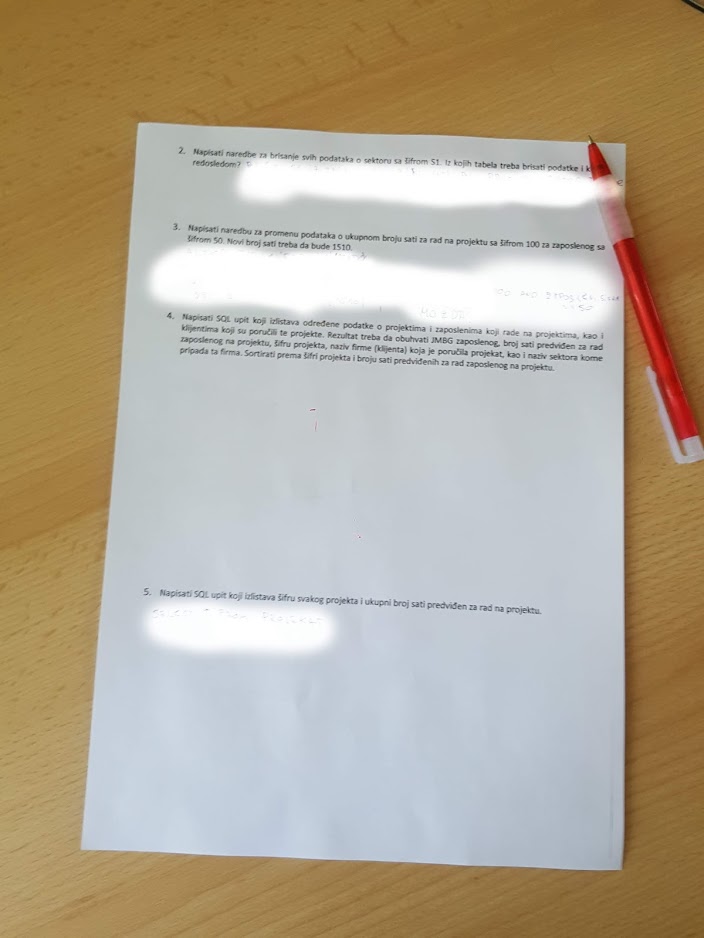 2. Napisati naredbe za brisanje svih podataka o sektoru sa šifrom S1. Iz kojih tabela treba brisati podatke i
redosledom?
3. Napisati naredbu za promenu podataka o ukupnom broju sati za rad na projektu sa šifrom 100 za zaposlenog sa
šifrom 50. Novi broj sati treba da bude 1510.
4. Napisati SQL upit koji izlistava određene podatke o projektima i zaposlenima koji rade na projektima, kao i
klijentima koji su poručili te projekte. Rezultat treba da obuhvati JMBG zaposlenog, broj sati predviđen za rad
zaposlenog na projektu, šifru projekta, naziv firme (klijenta) koja je poručila projekat, kao i naziv sektora kome
pripada ta firma. Sortirati prema šifri projekta i broju sati predviđenih za rad zaposlenog na projektu.
5. Napisati SQL upit koji izlistava šifru svakog projekta i ukupni broj sati predviđen za rad na projektu.